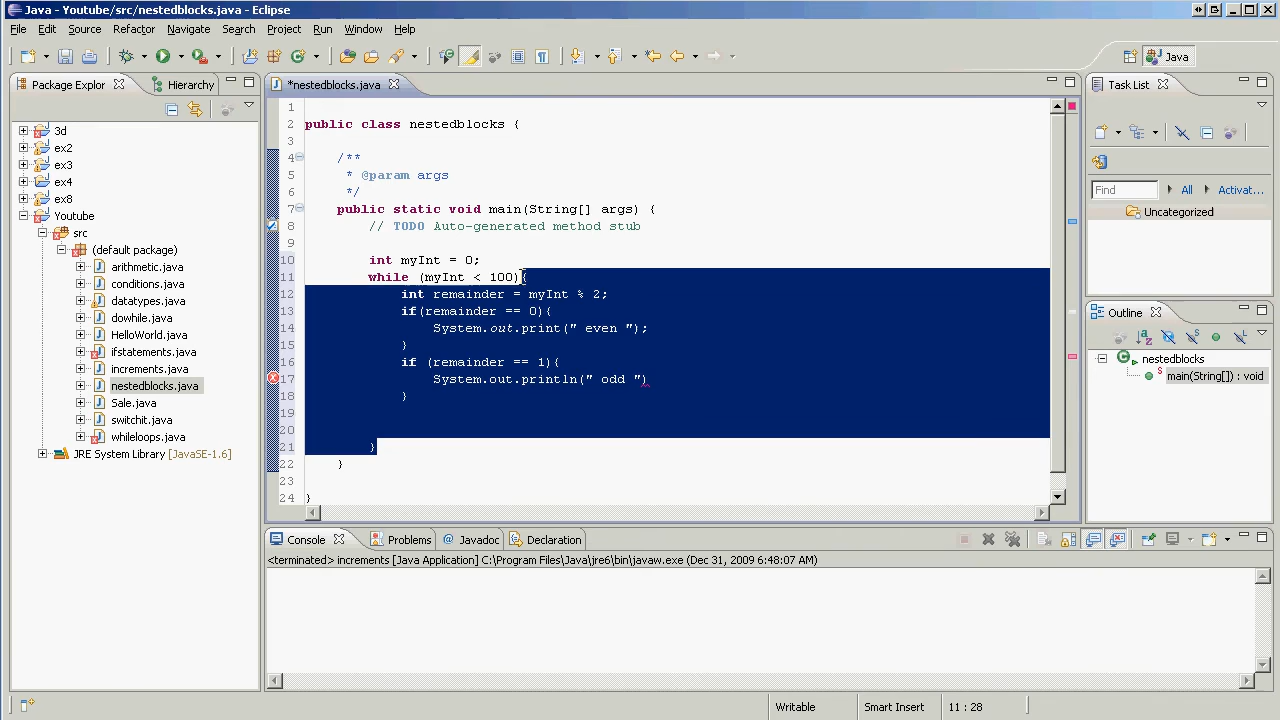 Java - Youtube/src/nestedblocks.java - Eclipse
File Edit Source Refactor Navigate Search Project Run Window Help
Java
Package Explor Hierarchy
3d
ex2
ex3
ex4
ex8
Youtube
src
(default package)
arithmetic.java
conditions.java
datatypes.java
dowhile.java
HelloWorld.java
ifstatements.java
increments.java
nestedblocks.java
Sale.java
switchit.java
whileloops.java
JRE System Library [JavaSE-1.6]
*nestedblocks.java
1
2 public class nestedblocks {
3
4 /**
5 * @param args
6 */
7 public static void main(String[] args) {
8 // TODO Auto-generated method stub
9
10 int myInt = 0;
11 while (myInt < 100){
12 int remainder = myInt % 2;
13 if(remainder == 0){
14 System.out.print(" even ");
15 }
16 if (remainder == 1){
17 System.out.println(" odd ")
18 }
19
20
21 }
22 }
23
24 }
Task List
Find All Activat...
Uncategorized
Outline
nestedblocks
main(String[]) : void
Console Problems @ Javadoc Declaration
<terminated> increments [Java Application] C:\Program Files\Java\jre6\bin\javaw.exe (Dec 31, 2009 6:48:07 AM)
Writable Smart Insert 11 : 28